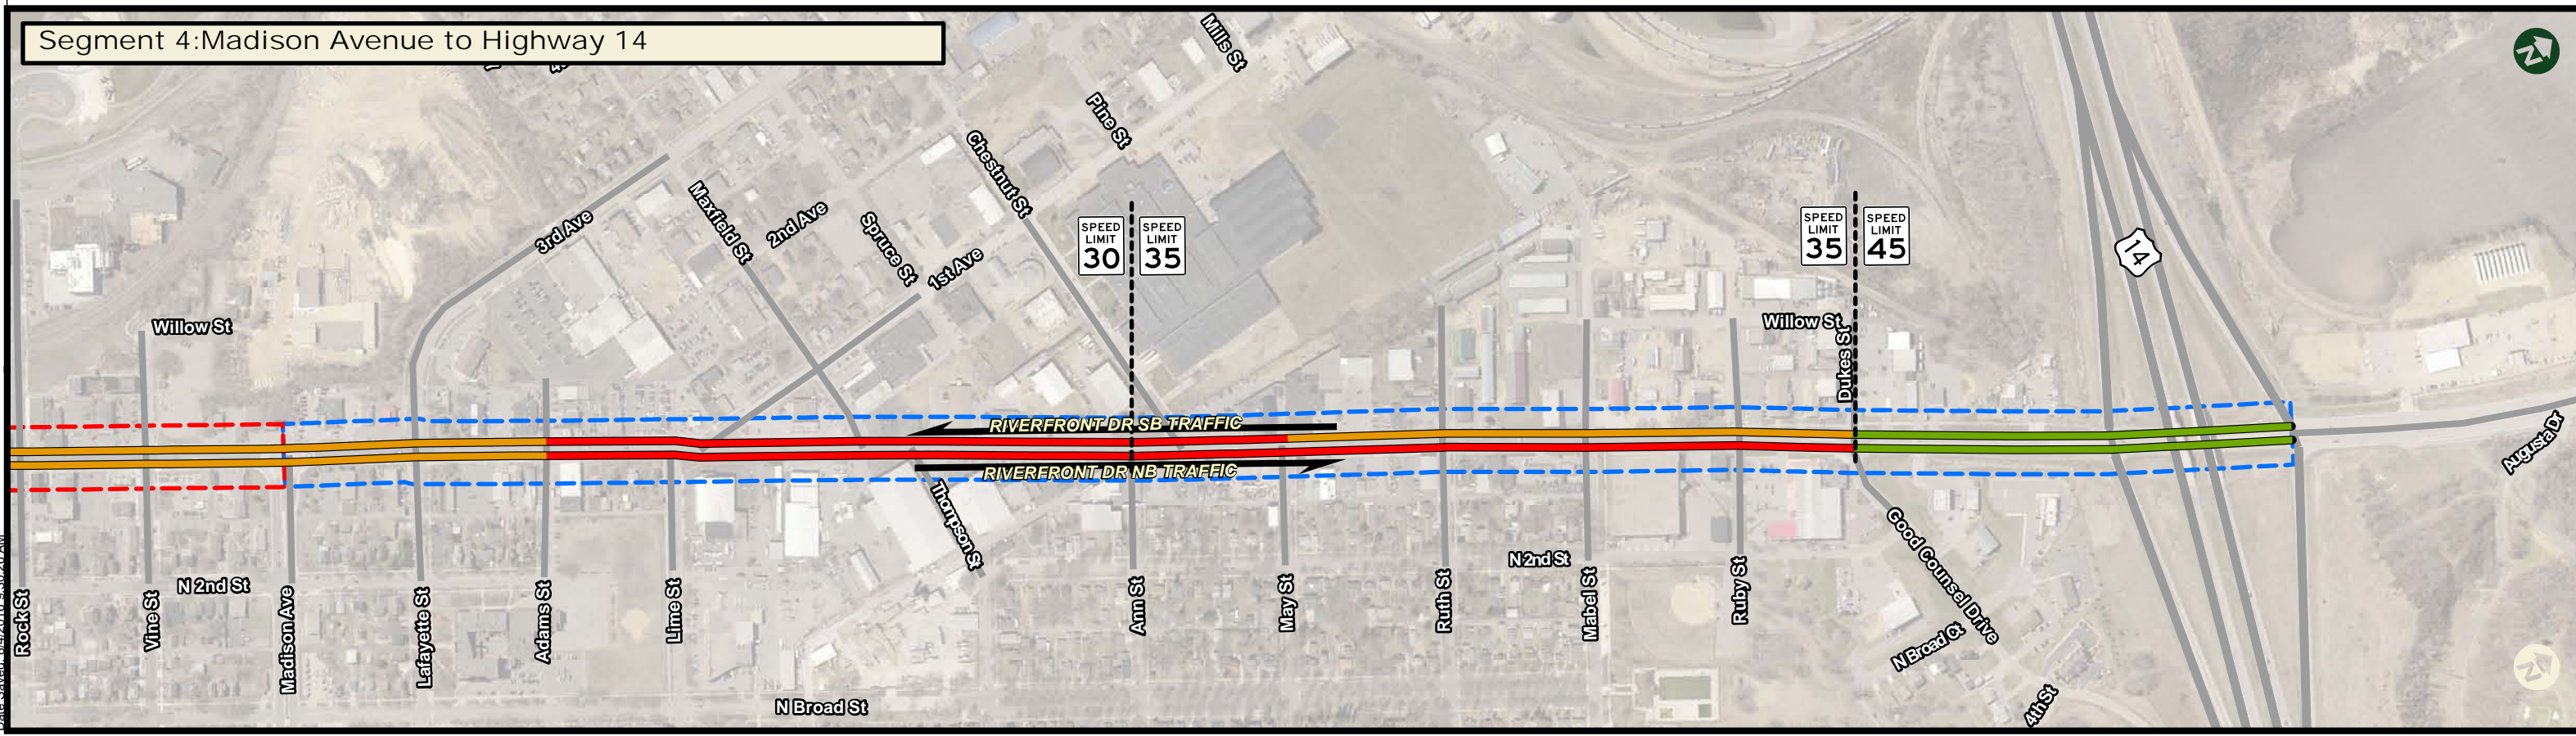 Segment 4:Madison Avenue to Highway 14
Mills St
Pine St
Chestnut St
3rd Ave
Maxfield St
2nd Ave
Spruce St
1st Ave
SPEED
LIMIT
30
SPEED
LIMIT
35
SPEED
LIMIT
35
SPEED
LIMIT
45
14
Willow St
Willow St
Dukes St
RIVERFRONT DR SB TRAFFIC
RIVERFRONT DR NB TRAFFIC
Augusta Dr
Thompson St
Good Counsel Drive
N 2nd St
N 2nd St
Rock St
Vine St
Madison Ave
Lafayette St
Adams St
Lime St
Ann St
May St
Ruth St
Mabel St
Ruby St
N Broad Ct
4th St
N Broad St
N
N